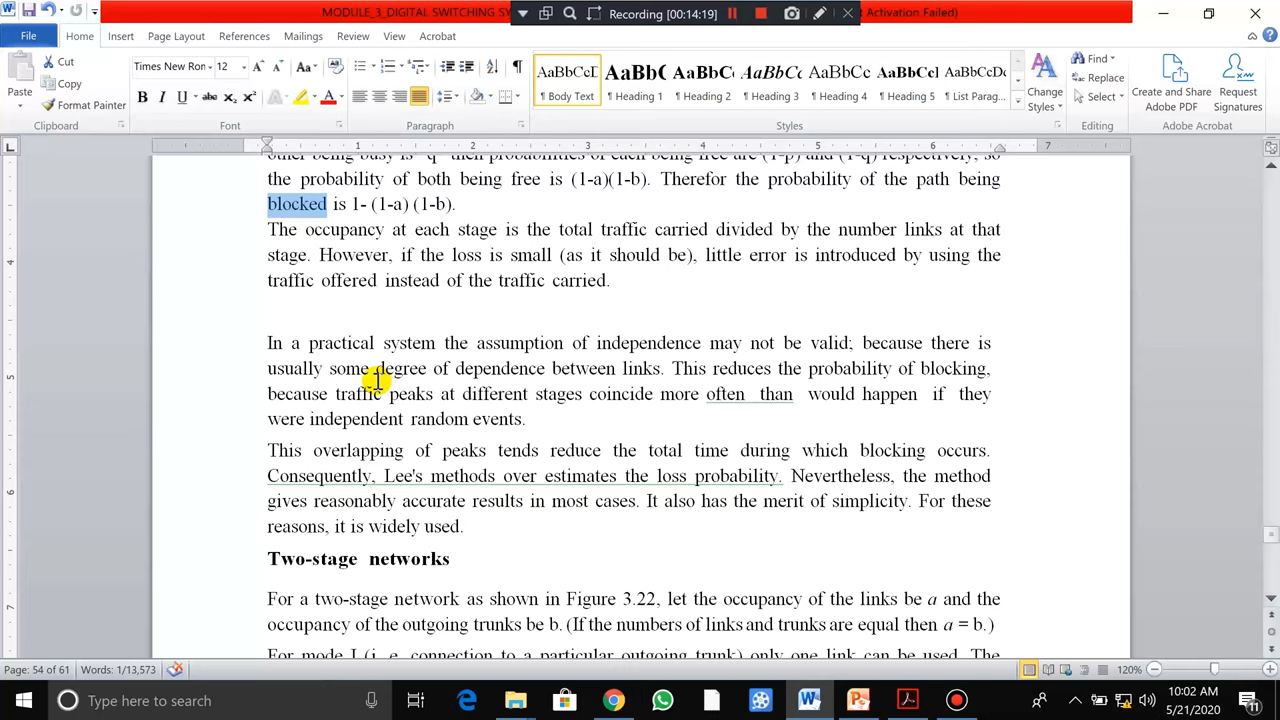 MODULE_3_DIGITAL SWITCHING SY
Recording [00:14:19]
t Activation Failed)
File
Home
Insert
Page Layout
References
Mailings
Review
View
Acrobat
Paste
Cut
Copy
Format Painter
Clipboard
Times New Ron
12
Font
Paragraph
AaBbCcD
AaBb(
AaBbC
AaBbCc
AaBbCcI
AaBbCcI
AaBbCcDc
¶ Body Text
¶ Heading 1
¶ Heading 2
¶ Heading 3
¶ Heading 4
¶ Heading 5
¶ List Parag...
Styles
Change
Styles
Find
Replace
Select
Editing
Create and Share
Adobe PDF
Request
Signatures
Adobe Acrobat
1 2 3 4 5 6 7
other being busy is "q" then probabilities of each being free are (1-p) and (1-q) respectively, so
the probability of both being free is (1-a)(1-b). Therefor the probability of the path being
blocked is 1- (1-a) (1-b).
The occupancy at each stage is the total traffic carried divided by the number links at that
stage. However, if the loss is small (as it should be), little error is introduced by using the
traffic offered instead of the traffic carried.
In a practical system the assumption of independence may not be valid; because there is
usually some degree of dependence between links. This reduces the probability of blocking,
because traffic peaks at different stages coincide more often than would happen if they
were independent random events.
This overlapping of peaks tends reduce the total time during which blocking occurs.
Consequently, Lee's methods over estimates the loss probability. Nevertheless, the method
gives reasonably accurate results in most cases. It also has the merit of simplicity. For these
reasons, it is widely used.
Two-stage networks
For a two-stage network as shown in Figure 3.22, let the occupancy of the links be a and the
occupancy of the outgoing trunks be b. (If the numbers of links and trunks are equal then a = b.)
For mode I (i. e. connection to a particular outgoing trunk) only one link can be used. The
4
5
6
7
Page: 54 of 61
Words: 1/13,573
120%
Type here to search
10:02 AM
5/21/2020
11